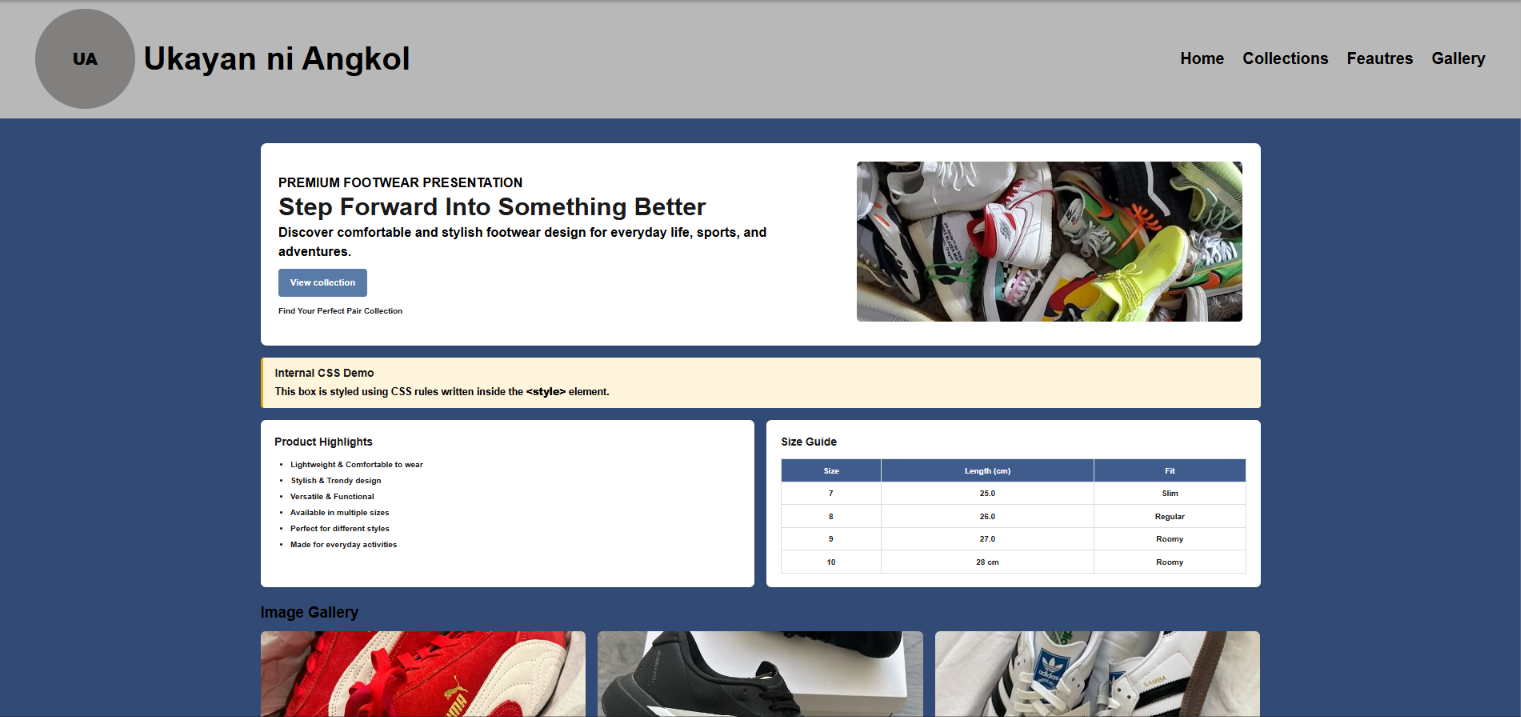 UA
Ukayan ni Angkol
Home
Collections
Feautres
Gallery
PREMIUM FOOTWEAR PRESENTATION
Step Forward Into Something Better
Discover comfortable and stylish footwear design for everyday life, sports, and
adventures.
View collection
Find Your Perfect Pair Collection
Internal CSS Demo
This box is styled using CSS rules written inside the <style> element.
Product Highlights
Lightweight & Comfortable to wear
Stylish & Trendy design
Versatile & Functional
Available in multiple sizes
Perfect for different styles
Made for everyday activities
Size Guide
Size Length (cm) Fit
7 25.0 Slim
8 26.0 Regular
9 27.0 Roomy
10 28 cm Roomy
Image Gallery
PUMA
adidas
SAMBA